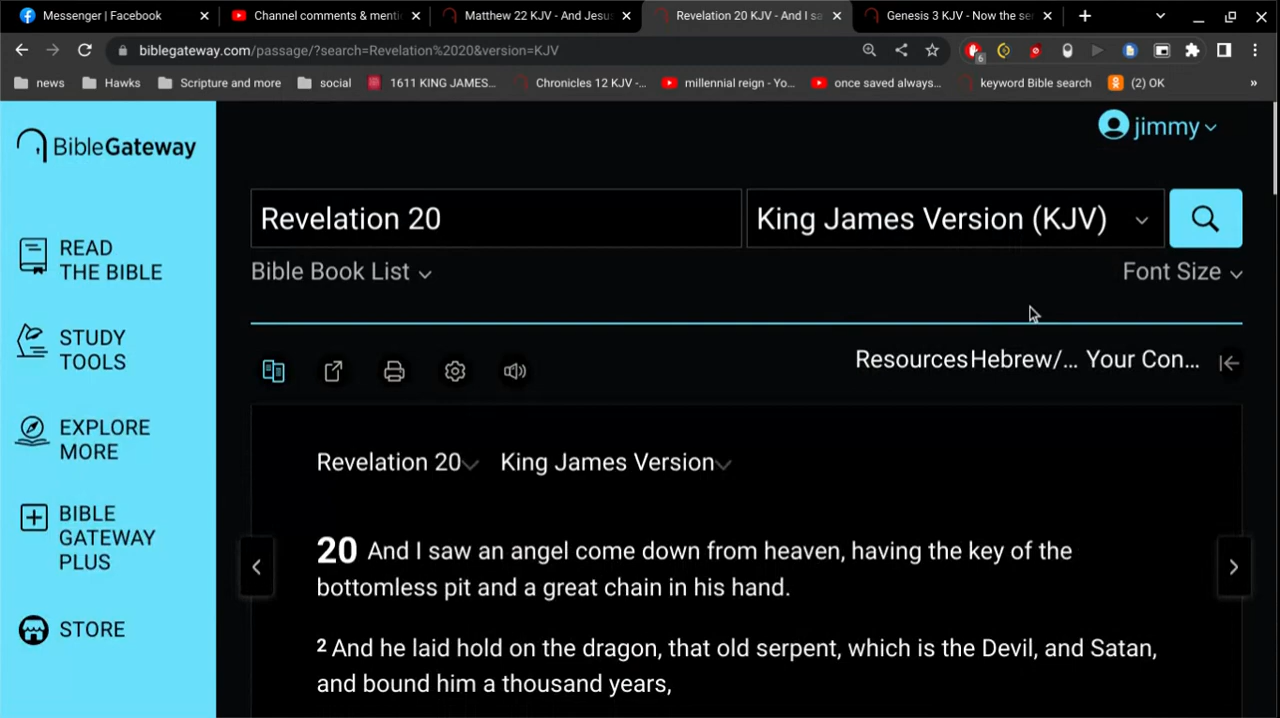 Messenger | Facebook
Channel comments & menti
Matthew 22 KJV - And Jesu
Revelation 20 KJV - And I sa
Genesis 3 KJV - Now the se
biblegateway.com/passage/?search=Revelation%2020&version=KJV
6
news
Hawks
Scripture and more
social
1611 KING JAMES...
Chronicles 12 KJV -...
millennial reign - Yo...
once saved always...
keyword Bible search
(2) OK
»
BibleGateway
jimmy
Revelation 20
King James Version (KJV)
Bible Book List
Font Size
READ
THE BIBLE
STUDY
TOOLS
EXPLORE
MORE
BIBLE
GATEWAY
PLUS
STORE
Resources Hebrew/... Your Con...
Revelation 20
King James Version
20 And I saw an angel come down from heaven, having the key of the
bottomless pit and a great chain in his hand.
2 And he laid hold on the dragon, that old serpent, which is the Devil, and Satan,
and bound him a thousand years,